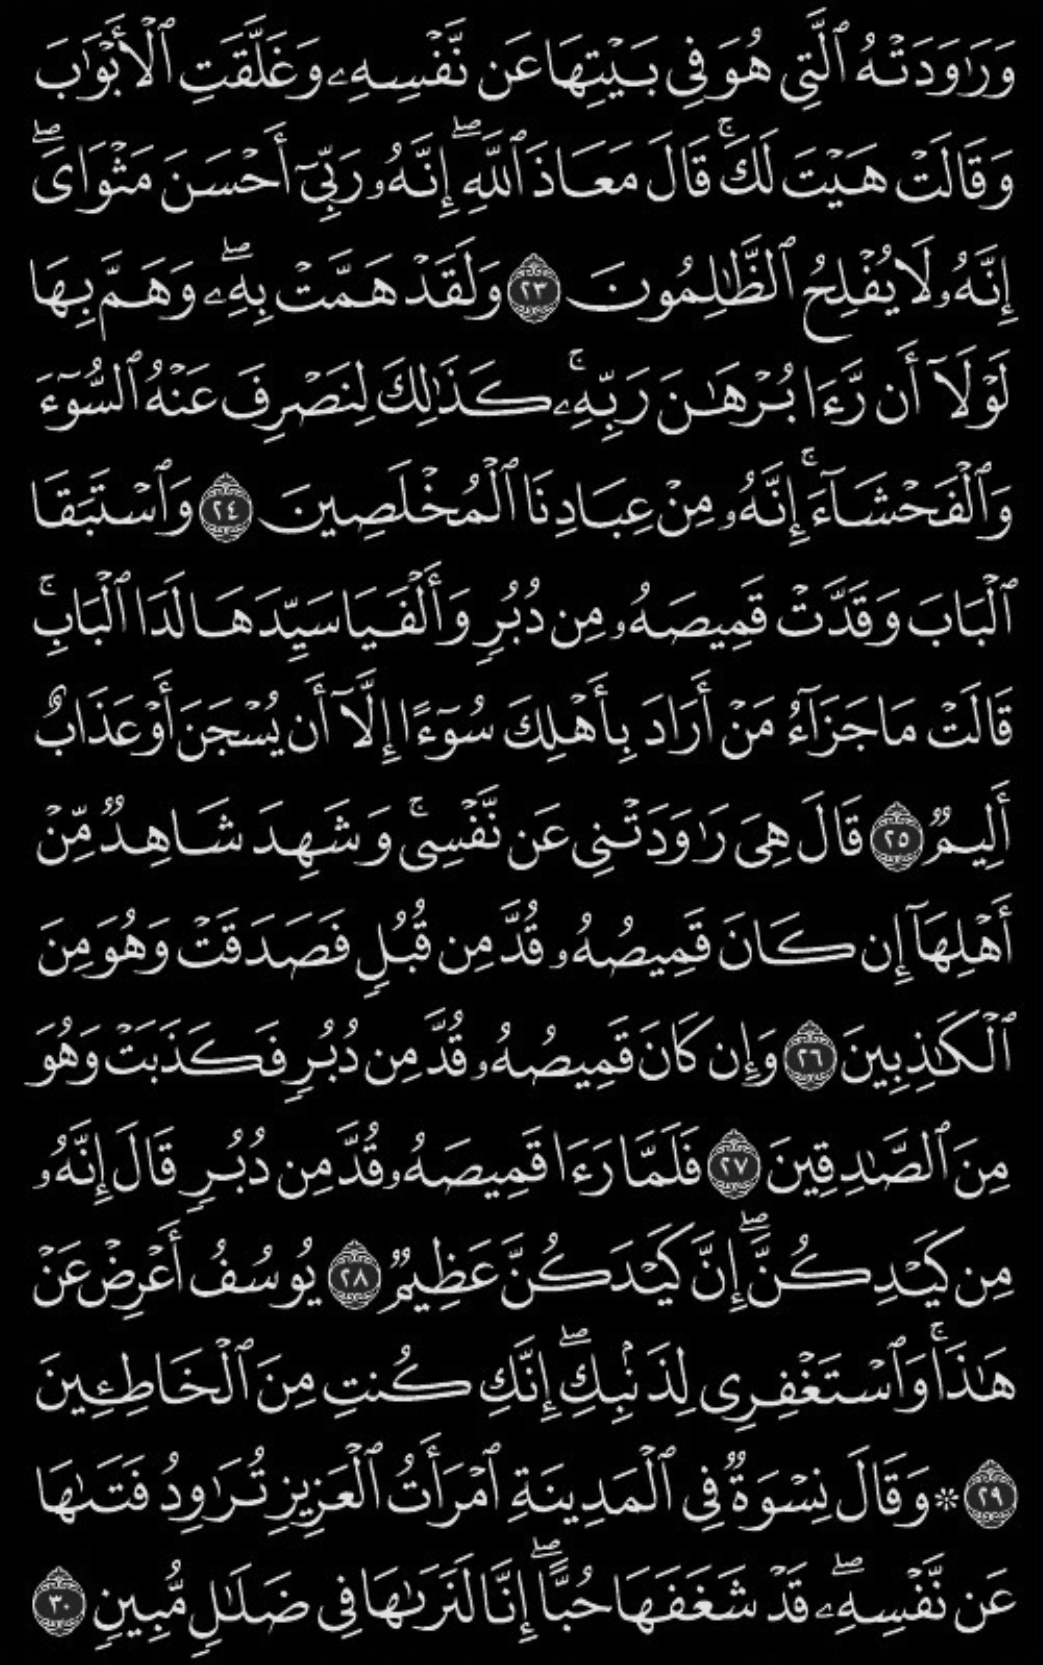 وَرَٰوَدَتْهُ ٱلَّتِى هُوَ فِى بَيْتِهَا عَن نَّفْسِهِۦ وَغَلَّقَتِ ٱلْأَبْوَٰبَ
وَقَالَتْ هَيْتَ لَكَ ۚ قَالَ مَعَاذَ ٱللَّهِ ۖ إِنَّهُۥ رَبِّىٓ أَحْسَنَ مَثْوَاىَ ۖ
إِنَّهُۥ لَا يُفْلِحُ ٱلظَّـٰلِمُونَ ٢٣ وَلَقَدْ هَمَّتْ بِهِۦ ۖ وَهَمَّ بِهَا
لَوْلَآ أَن رَّءَا بُرْهَـٰنَ رَبِّهِۦ ۚ كَذَٰلِكَ لِنَصْرِفَ عَنْهُ ٱلسُّوٓءَ
وَٱلْفَحْشَآءَ ۚ إِنَّهُۥ مِنْ عِبَادِنَا ٱلْمُخْلَصِينَ ٢٤ وَٱسْتَبَقَا
ٱلْبَابَ وَقَدَّتْ قَمِيصَهُۥ مِن دُبُرٍ وَأَلْفَيَا سَيِّدَهَا لَدَا ٱلْبَابِ ۚ
قَالَتْ مَا جَزَآءُ مَنْ أَرَادَ بِأَهْلِكَ سُوٓءًا إِلَّآ أَن يُسْجَنَ أَوْ عَذَابٌ
أَلِيمٌ ٢٥ قَالَ هِىَ رَٰوَدَتْنِى عَن نَّفْسِى ۚ وَشَهِدَ شَاهِدٌ مِّنْ
أَهْلِهَآ إِن كَانَ قَمِيصُهُۥ قُدَّ مِن قُبُلٍ فَصَدَقَتْ وَهُوَ مِنَ
ٱلْكَـٰذِبِينَ ٢٦ وَإِن كَانَ قَمِيصُهُۥ قُدَّ مِن دُبُرٍ فَكَذَبَتْ وَهُوَ
مِنَ ٱلصَّـٰدِقِينَ ٢٧ فَلَمَّا رَءَا قَمِيصَهُۥ قُدَّ مِن دُبُرٍ قَالَ إِنَّهُۥ
مِن كَيْدِكُنَّ ۖ إِنَّ كَيْدَكُنَّ عَظِيمٌ ٢٨ يُوسُفُ أَعْرِضْ عَنْ
هَـٰذَا ۚ وَٱسْتَغْفِرِى لِذَنۢبِكِ ۖ إِنَّكِ كُنتِ مِنَ ٱلْخَاطِـِٔينَ
٢٩ ۞ وَقَالَ نِسْوَةٌ فِى ٱلْمَدِينَةِ ٱمْرَأَتُ ٱلْعَزِيزِ تُرَٰوِدُ فَتَىٰهَا
عَن نَّفْسِهِۦ ۖ قَدْ شَغَفَهَا حُبًّا ۖ إِنَّا لَنَرَىٰهَا فِى ضَلَـٰلٍ مُّبِينٍ ٣٠